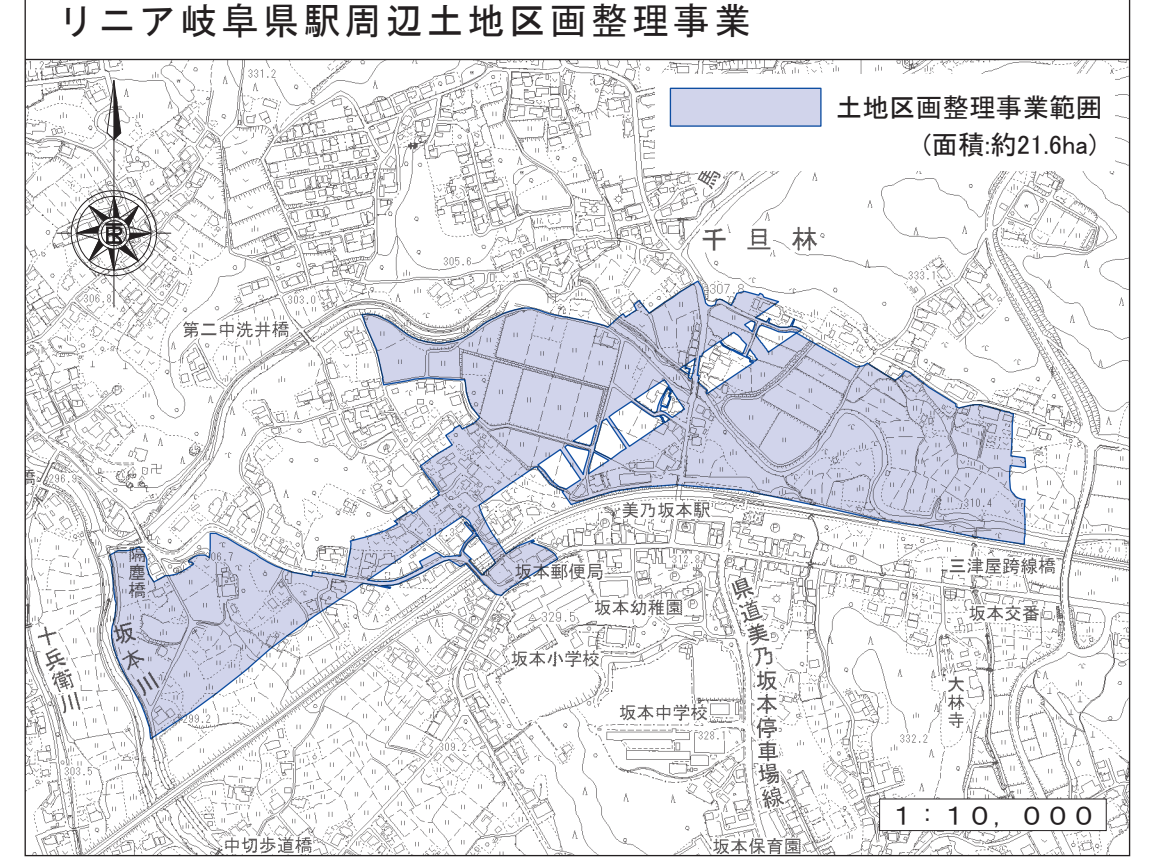 リニア岐阜県駅周辺土地区画整理事業
土地区画整理事業範囲
(面積:約21.6ha)
331.2
馬
千旦林
305.6
333.1
307.8
306.8
303.0
第二中洗井橋
296.9
橋
310.4
美乃坂本駅
306.7
坂本郵便局
三津屋跨線橋
坂本幼稚園
坂本交番
329.5
坂本川
十兵衛川
県道美乃坂本停車場線
坂本小学校
大林寺
坂本中学校
299.2
328.1
332.2
309.2
303.5
1:10,000
中切歩道橋
坂本保育園